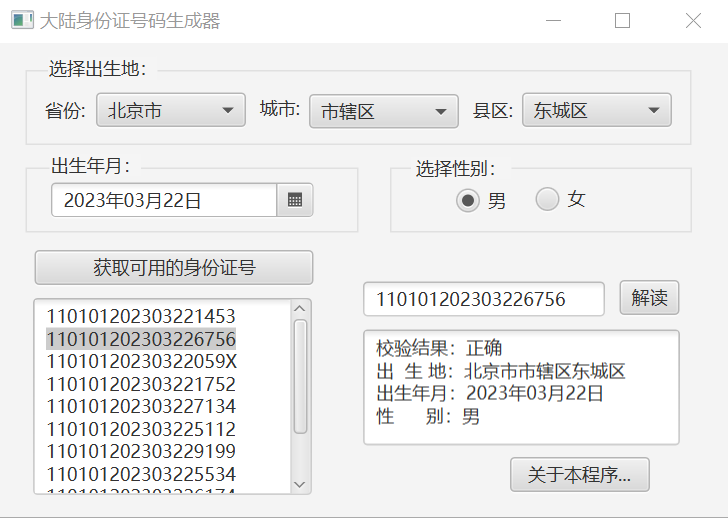 大陆身份证号码生成器
选择出生地：
省份: 北京市 城市: 市辖区 县区: 东城区
出生年月：
选择性别：
2023年03月22日
男 女
获取可用的身份证号
110101202303226756 解读
110101202303221453
110101202303226756
11010120230322059X
110101202303221752
110101202303227134
110101202303225112
110101202303229199
110101202303225534
110101202303226174
校验结果：正确
出 生 地：北京市市辖区东城区
出生年月：2023年03月22日
性 别：男
关于本程序...